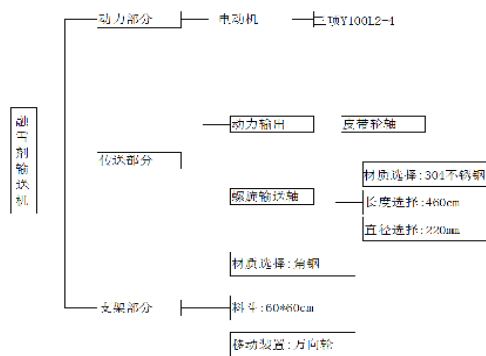 动力部分
电动机
三项Y100L2-4
融雪剂输送机
动力输出
皮带轮轴
传送部分
材质选择:304不锈钢
螺旋输送轴
长度选择:460cm
直径选择:220mm
材质选择:角钢
支架部分
料斗:60*60cm
移动装置:万向轮